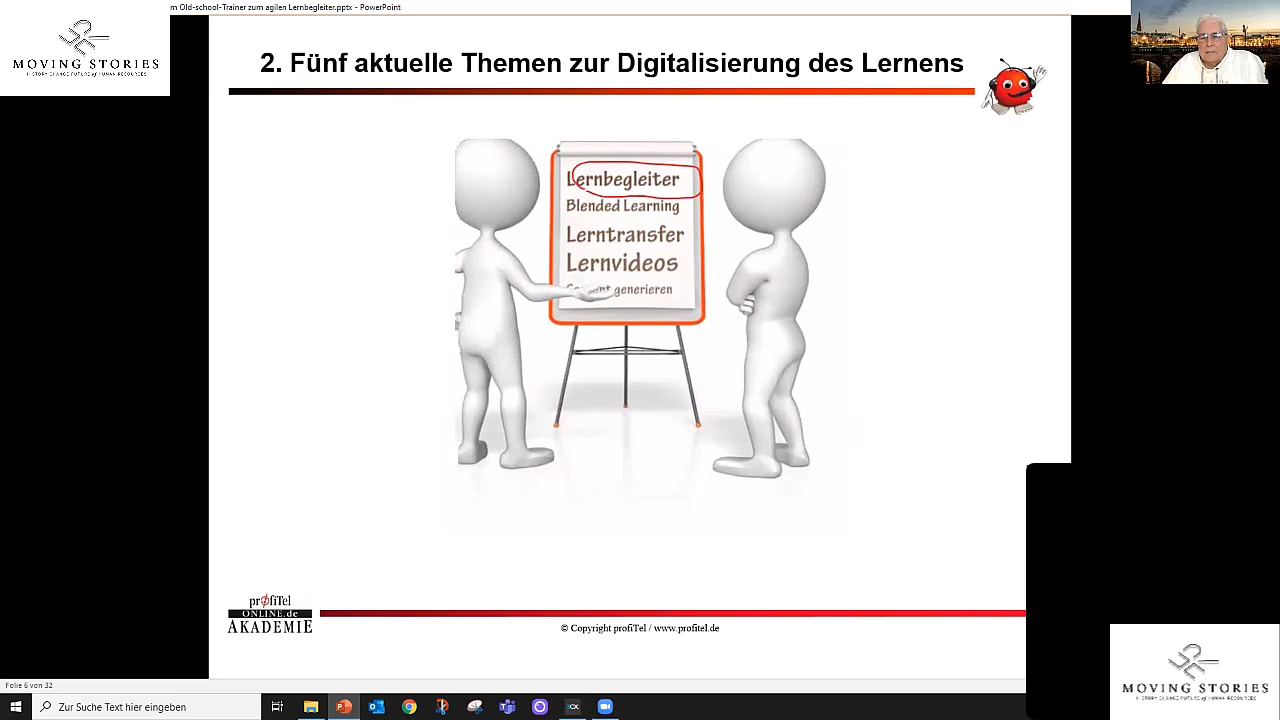 m Old-school-Trainer zum agilen Lernbegleiter.pptx - PowerPoint
MOVING STORIES
2. Fünf aktuelle Themen zur Digitalisierung des Lernens
Lernbegleiter
Blended Learning
Lerntransfer
Lernvideos
generieren
profiTel
ONLINE.de
AKADEMIE
© Copyright profiTel / www.profitel.de
Folie 6 von 32
Zur Suche Text hier eingeben
MOVING STORIES